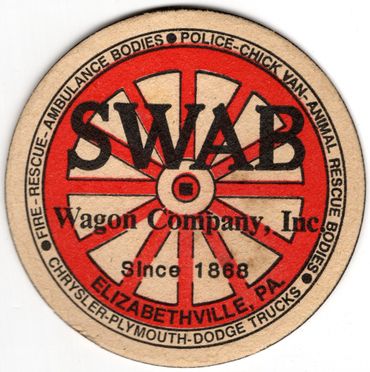 FIRE-RESCUE-AMBULANCE BODIES • POLICE-CHICK VAN-ANIMAL RESCUE BODIES •
SWAB
Wagon Company, Inc.
Since 1868
ELIZABETHVILLE, PA.
CHRYSLER-PLYMOUTH-DODGE TRUCKS •